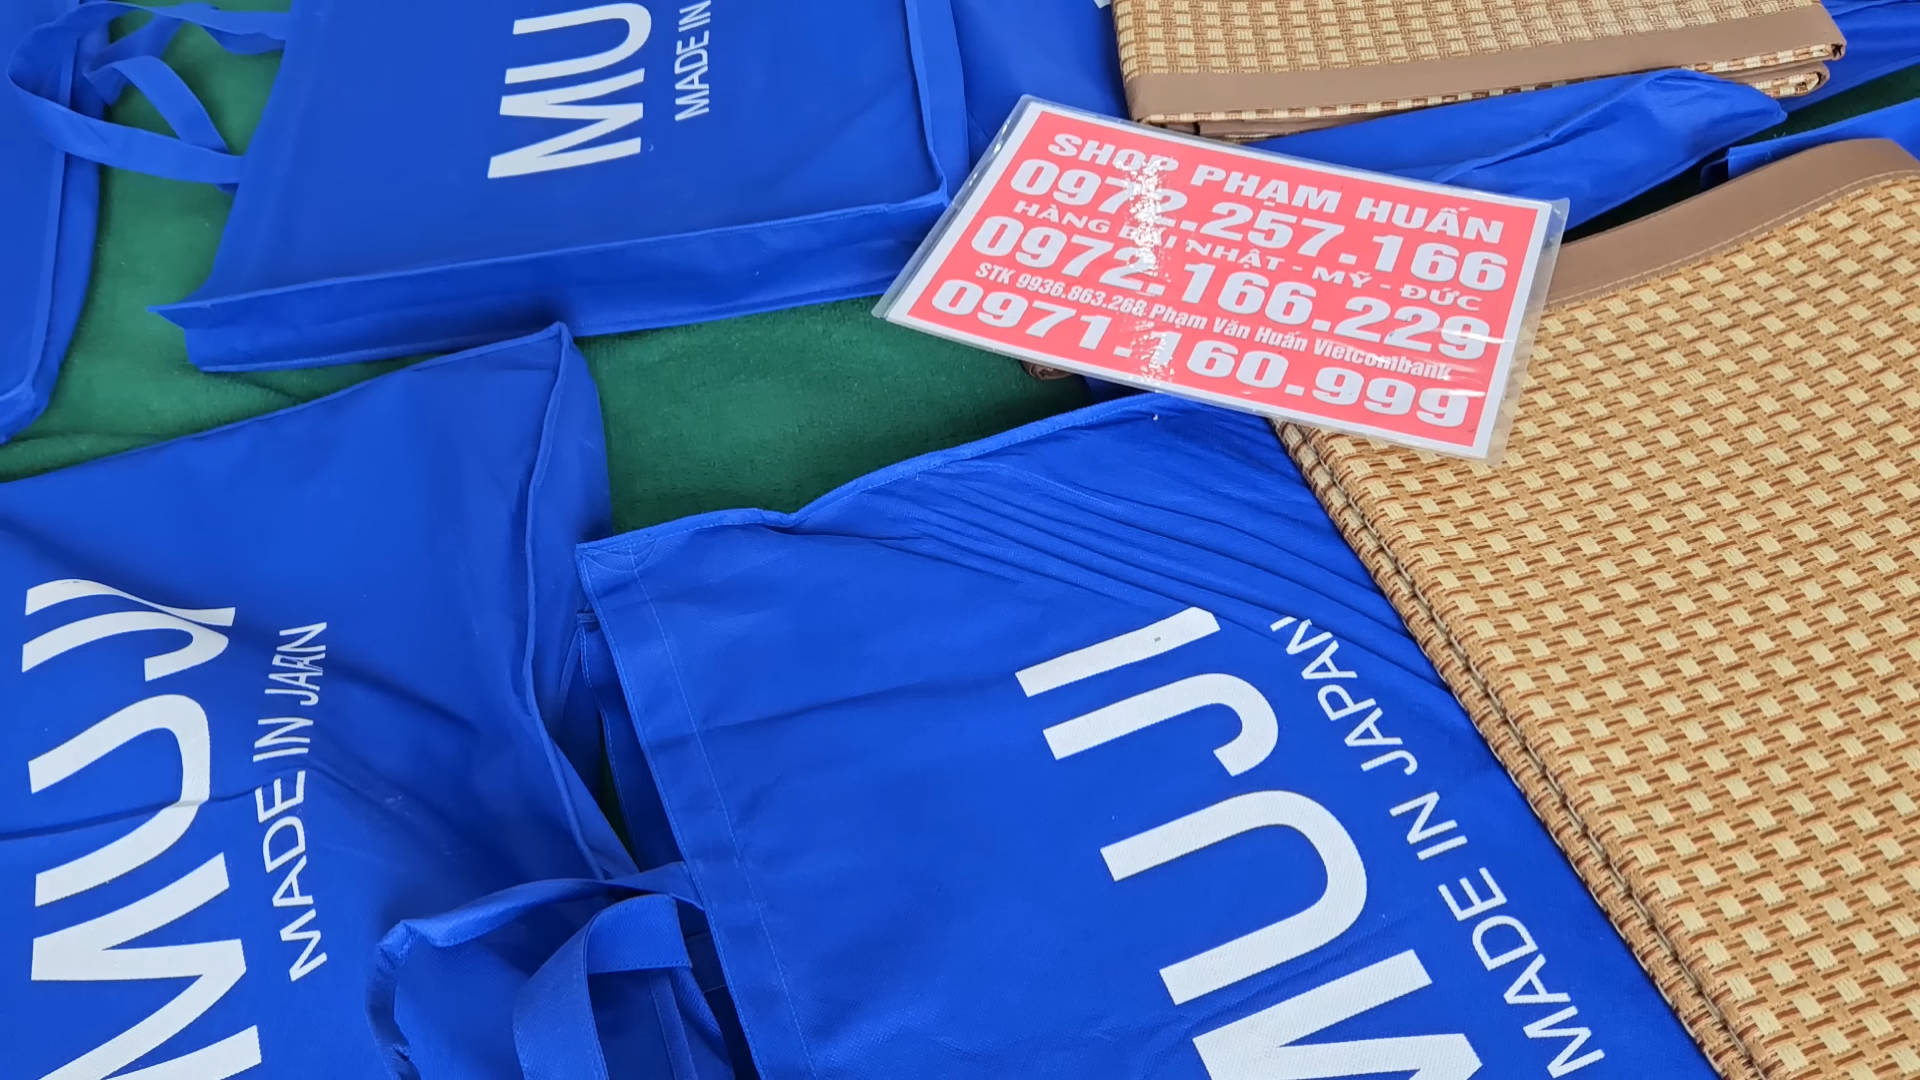 MU
MADE IN
SHOP PHẠM HUẤN
0972.257.166
HÀNG BÃI NHẬT - MỸ - ĐỨC
0972.166.229
STK 9936.863.268 Phạm Văn Huấn Vietcombank
0971.160.999
MUJI
MADE IN JAPAN
MUJI
MADE IN JAPAN